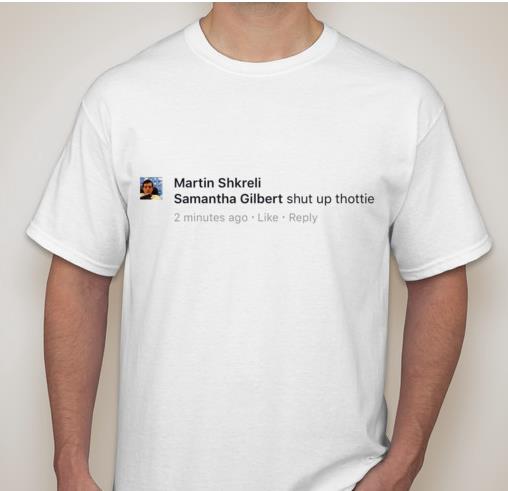 Martin Shkreli
Samantha Gilbert shut up thottie
2 minutes ago · Like · Reply